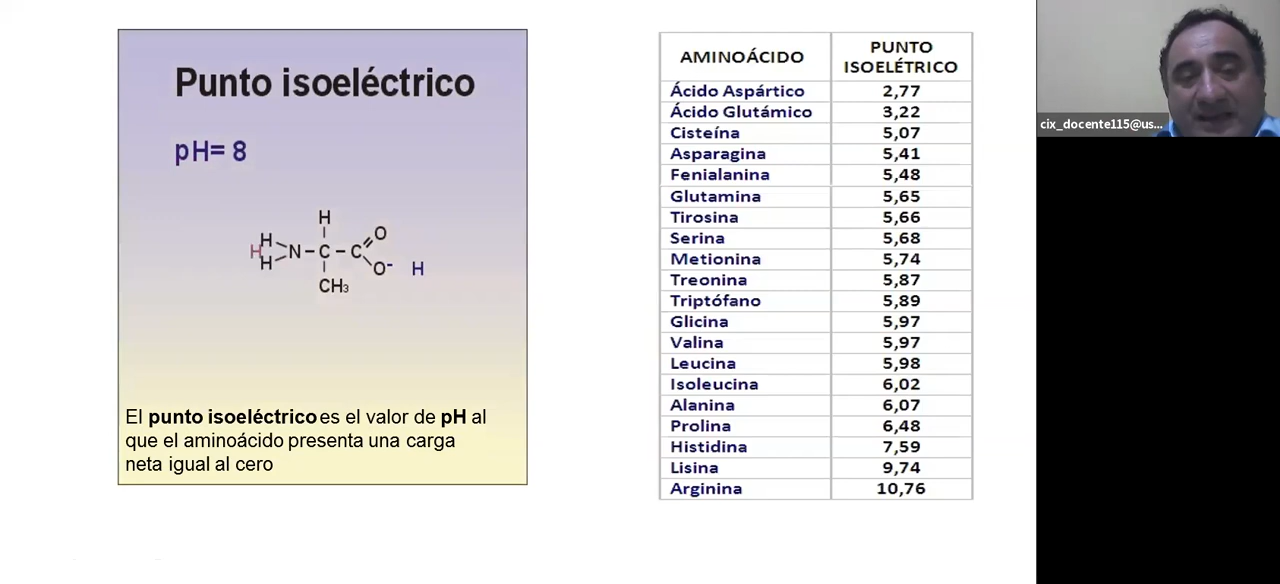 Punto isoeléctrico
pH= 8
H
H
H
H
N
C
C
O
O-
H
CH₃
El punto isoeléctrico es el valor de pH al
que el aminoácido presenta una carga
neta igual al cero
AMINOÁCIDO PUNTO ISOELÉTRICO
Ácido Aspártico 2,77
Ácido Glutámico 3,22
Cisteína 5,07
Asparagina 5,41
Fenialanina 5,48
Glutamina 5,65
Tirosina 5,66
Serina 5,68
Metionina 5,74
Treonina 5,87
Triptófano 5,89
Glicina 5,97
Valina 5,97
Leucina 5,98
Isoleucina 6,02
Alanina 6,07
Prolina 6,48
Histidina 7,59
Lisina 9,74
Arginina 10,76
cix_docente115@us...